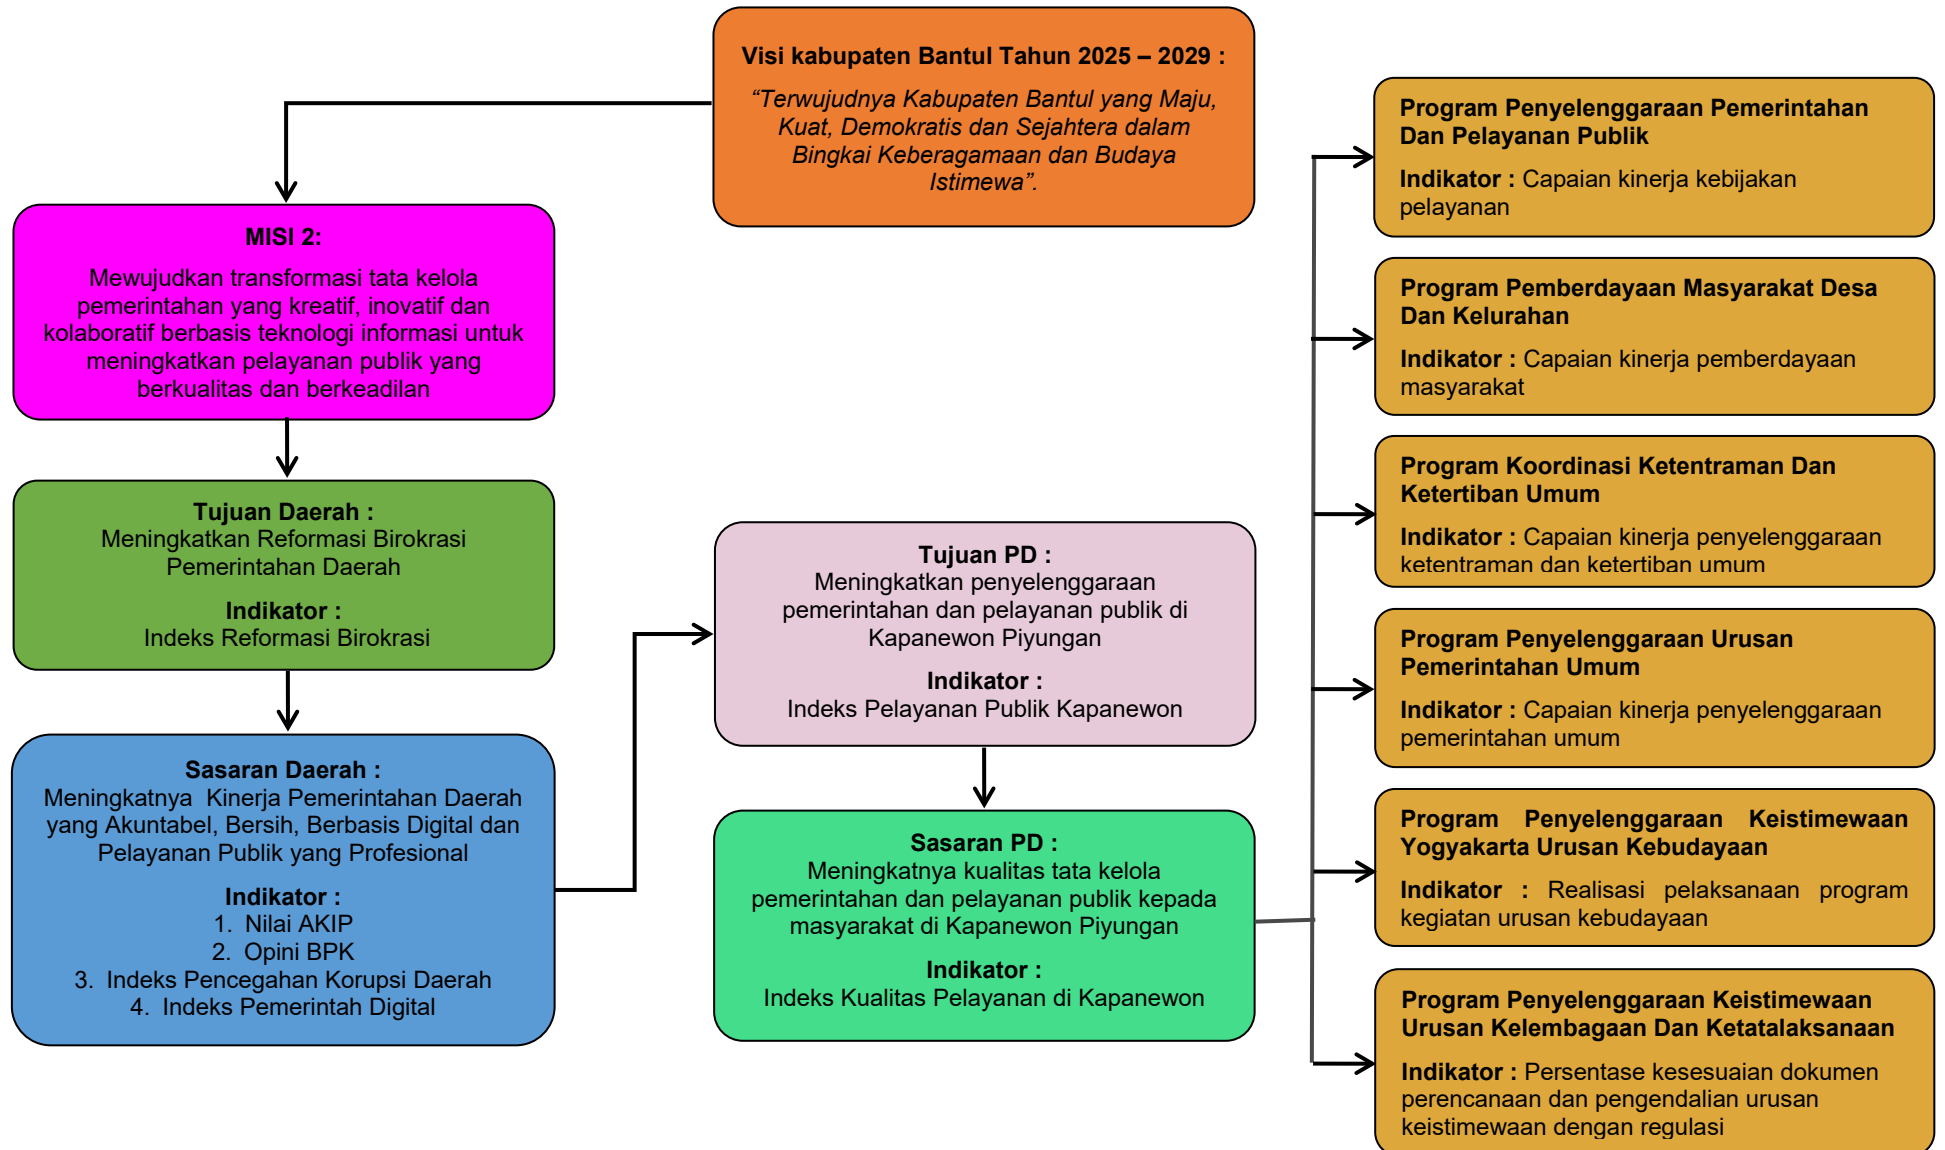 Visi kabupaten Bantul Tahun 2025 – 2029 :
“Terwujudnya Kabupaten Bantul yang Maju,
Kuat, Demokratis dan Sejahtera dalam
Bingkai Keberagamaan dan Budaya
Istimewa”.
MISI 2:
Mewujudkan transformasi tata kelola
pemerintahan yang kreatif, inovatif dan
kolaboratif berbasis teknologi informasi untuk
meningkatkan pelayanan publik yang
berkualitas dan berkeadilan
Tujuan Daerah :
Meningkatkan Reformasi Birokrasi
Pemerintahan Daerah
Indikator :
Indeks Reformasi Birokrasi
Sasaran Daerah :
Meningkatnya  Kinerja Pemerintahan Daerah
yang Akuntabel, Bersih, Berbasis Digital dan
Pelayanan Publik yang Profesional
Indikator :
1. Nilai AKIP
2. Opini BPK
3. Indeks Pencegahan Korupsi Daerah
4. Indeks Pemerintah Digital
Tujuan PD :
Meningkatkan penyelenggaraan
pemerintahan dan pelayanan publik di
Kapanewon Piyungan
Indikator :
Indeks Pelayanan Publik Kapanewon
Sasaran PD :
Meningkatnya kualitas tata kelola
pemerintahan dan pelayanan publik kepada
masyarakat di Kapanewon Piyungan
Indikator :
Indeks Kualitas Pelayanan di Kapanewon
Program Penyelenggaraan Pemerintahan
Dan Pelayanan Publik
Indikator : Capaian kinerja kebijakan
pelayanan
Program Pemberdayaan Masyarakat Desa
Dan Kelurahan
Indikator : Capaian kinerja pemberdayaan
masyarakat
Program Koordinasi Ketentraman Dan
Ketertiban Umum
Indikator : Capaian kinerja penyelenggaraan
ketentraman dan ketertiban umum
Program Penyelenggaraan Urusan
Pemerintahan Umum
Indikator : Capaian kinerja penyelenggaraan
pemerintahan umum
Program Penyelenggaraan Keistimewaan
Yogyakarta Urusan Kebudayaan
Indikator : Realisasi pelaksanaan program
kegiatan urusan kebudayaan
Program Penyelenggaraan Keistimewaan
Urusan Kelembagaan Dan Ketatalaksanaan
Indikator : Persentase kesesuaian dokumen
perencanaan dan pengendalian urusan
keistimewaan dengan regulasi